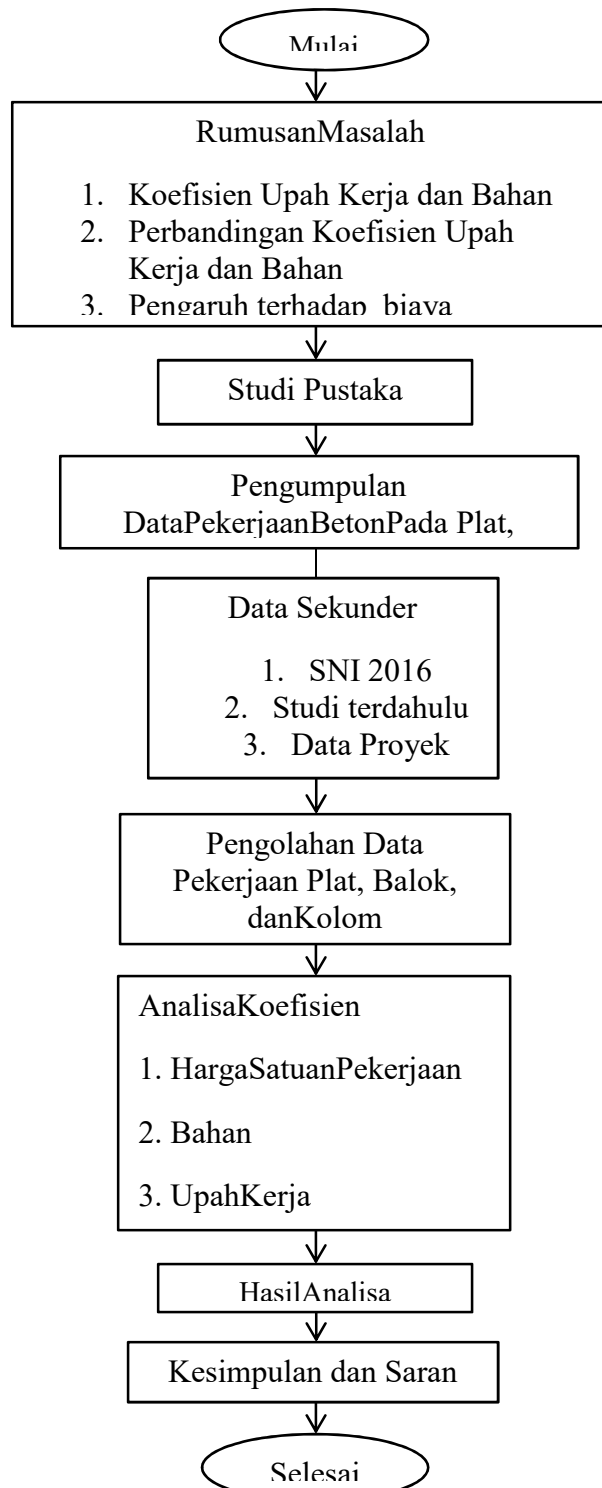 Mulai
RumusanMasalah
1. Koefisien Upah Kerja dan Bahan
2. Perbandingan Koefisien Upah
Kerja dan Bahan
3. Pengaruh terhadap biaya
Studi Pustaka
Pengumpulan
DataPekerjaanBetonPada Plat,
Data Sekunder
1. SNI 2016
2. Studi terdahulu
3. Data Proyek
Pengolahan Data
Pekerjaan Plat, Balok,
danKolom
AnalisaKoefisien
1. HargaSatuanPekerjaan
2. Bahan
3. UpahKerja
HasilAnalisa
Kesimpulan dan Saran
Selesai